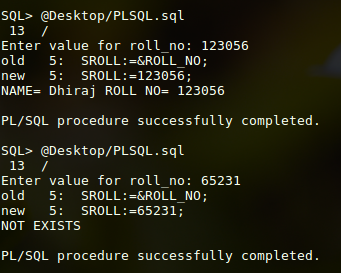 SQL> @Desktop/PLSQL.sql
 13  /
Enter value for roll_no: 123056
old   5:  SROLL:=&ROLL_NO;
new   5:  SROLL:=123056;
NAME= Dhiraj ROLL NO= 123056

PL/SQL procedure successfully completed.

SQL> @Desktop/PLSQL.sql
 13  /
Enter value for roll_no: 65231
old   5:  SROLL:=&ROLL_NO;
new   5:  SROLL:=65231;
NOT EXISTS

PL/SQL procedure successfully completed.